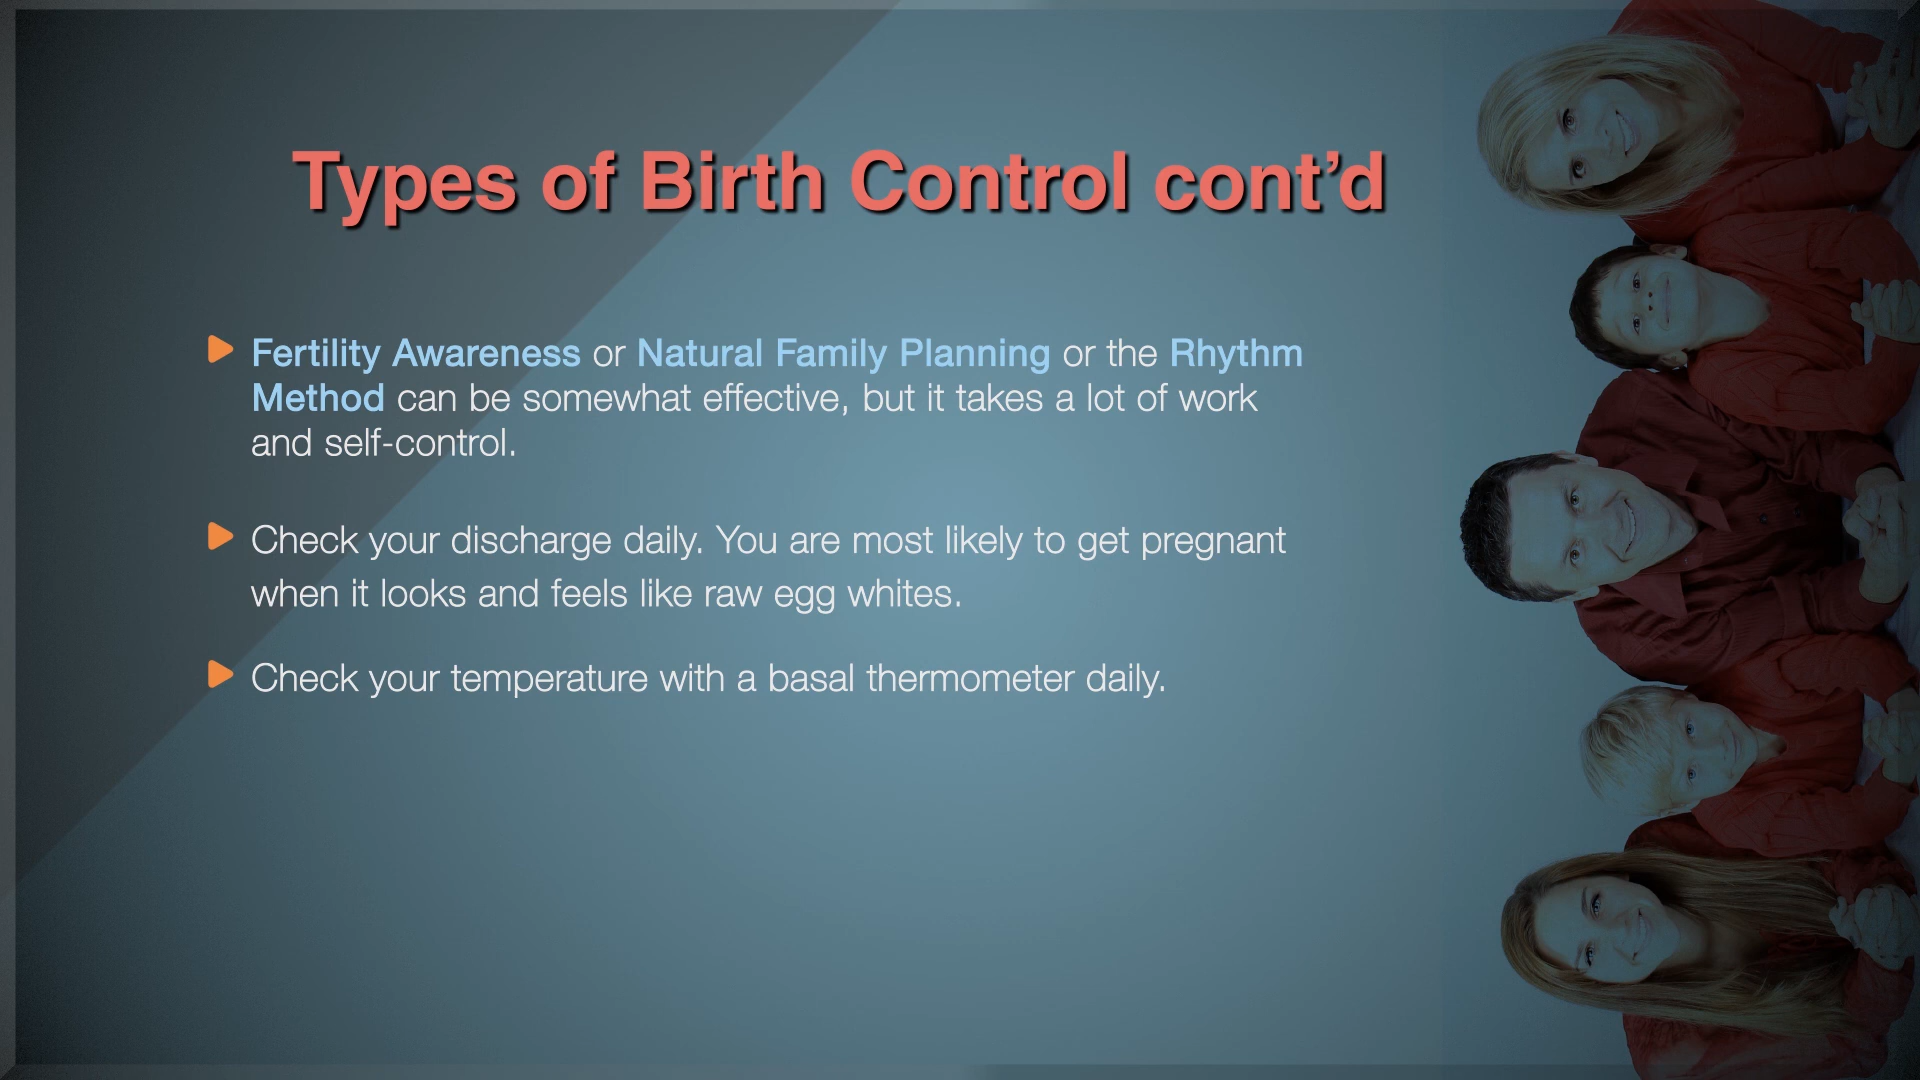 Types of Birth Control cont’d
Fertility Awareness or Natural Family Planning or the Rhythm
Method can be somewhat effective, but it takes a lot of work
and self-control.
Check your discharge daily. You are most likely to get pregnant
when it looks and feels like raw egg whites.
Check your temperature with a basal thermometer daily.